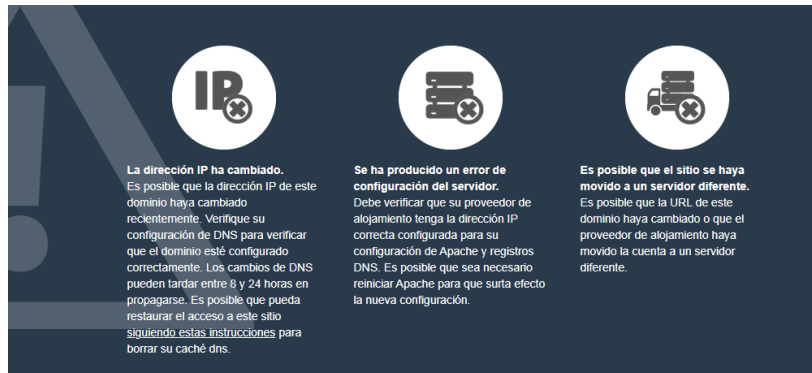 IP
La dirección IP ha cambiado.
Es posible que la dirección IP de este
dominio haya cambiado
recientemente. Verifique su
configuración de DNS para verificar
que el dominio esté configurado
correctamente. Los cambios de DNS
pueden tardar entre 8 y 24 horas en
propagarse. Es posible que pueda
restaurar el acceso a este sitio
siguiendo estas instrucciones para
borrar su caché dns.
Se ha producido un error de
configuración del servidor.
Debe verificar que su proveedor de
alojamiento tenga la dirección IP
correcta configurada para su
configuración de Apache y registros
DNS. Es posible que sea necesario
reiniciar Apache para que surta efecto
la nueva configuración.
Es posible que el sitio se haya
movido a un servidor diferente.
Es posible que la URL de este
dominio haya cambiado o que el
proveedor de alojamiento haya
movido la cuenta a un servidor
diferente.